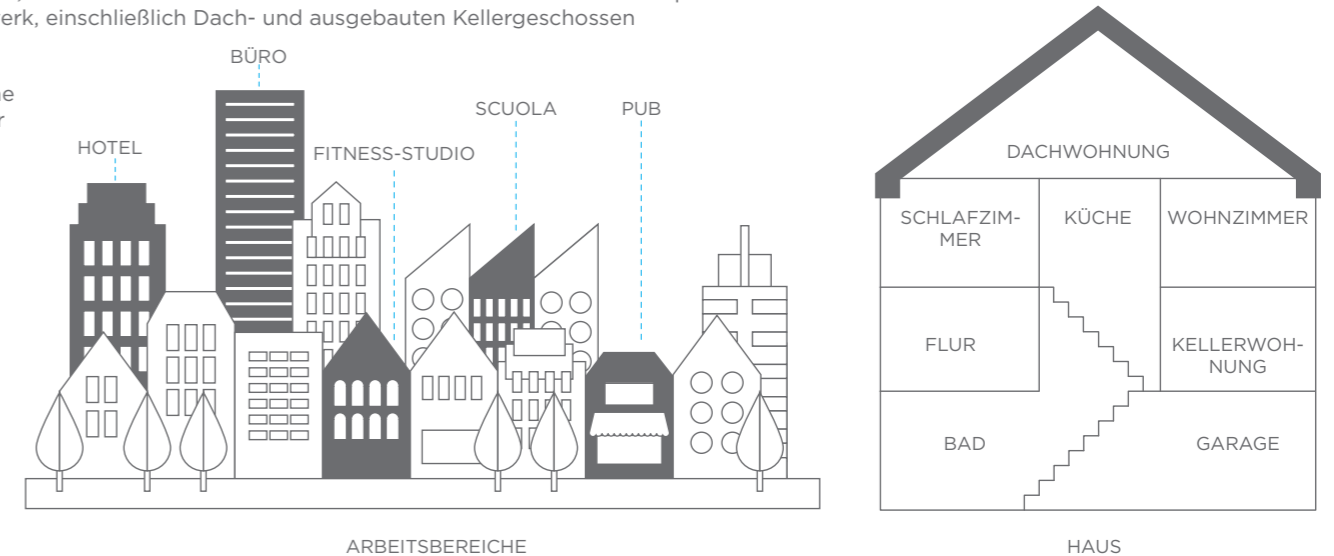 werk, einschließlich Dach- und ausgebauten Kellergeschossen
BÜRO
SCUOLA
PUB
HOTEL
FITNESS-STUDIO
DACHWOHNUNG
SCHLAFZIM-
MER
KÜCHE
WOHNZIMMER
FLUR
KELLERWOH-
NUNG
BAD
GARAGE
ARBEITSBEREICHE
HAUS